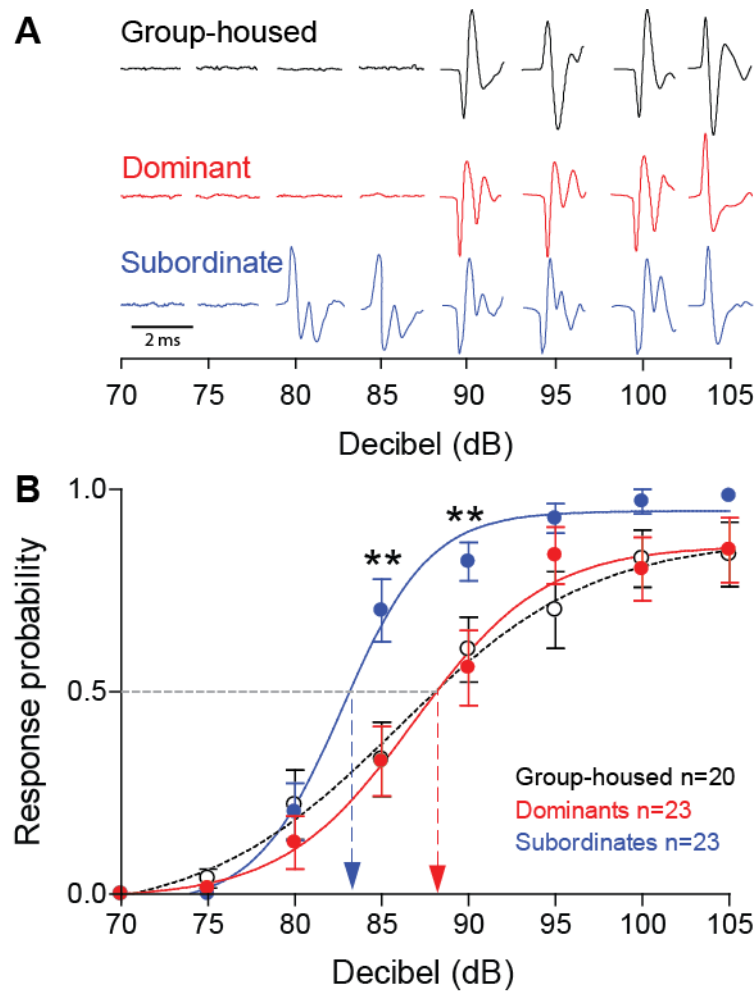 A
Group-housed
Dominant
Subordinate
2 ms
70 75 80 85 90 95 100 105
Decibel (dB)
B
1.0
**
**
0.5
Response probability
Group-housed n=20
Dominants n=23
Subordinates n=23
0.0
70 75 80 85 90 95 100 105
Decibel (dB)